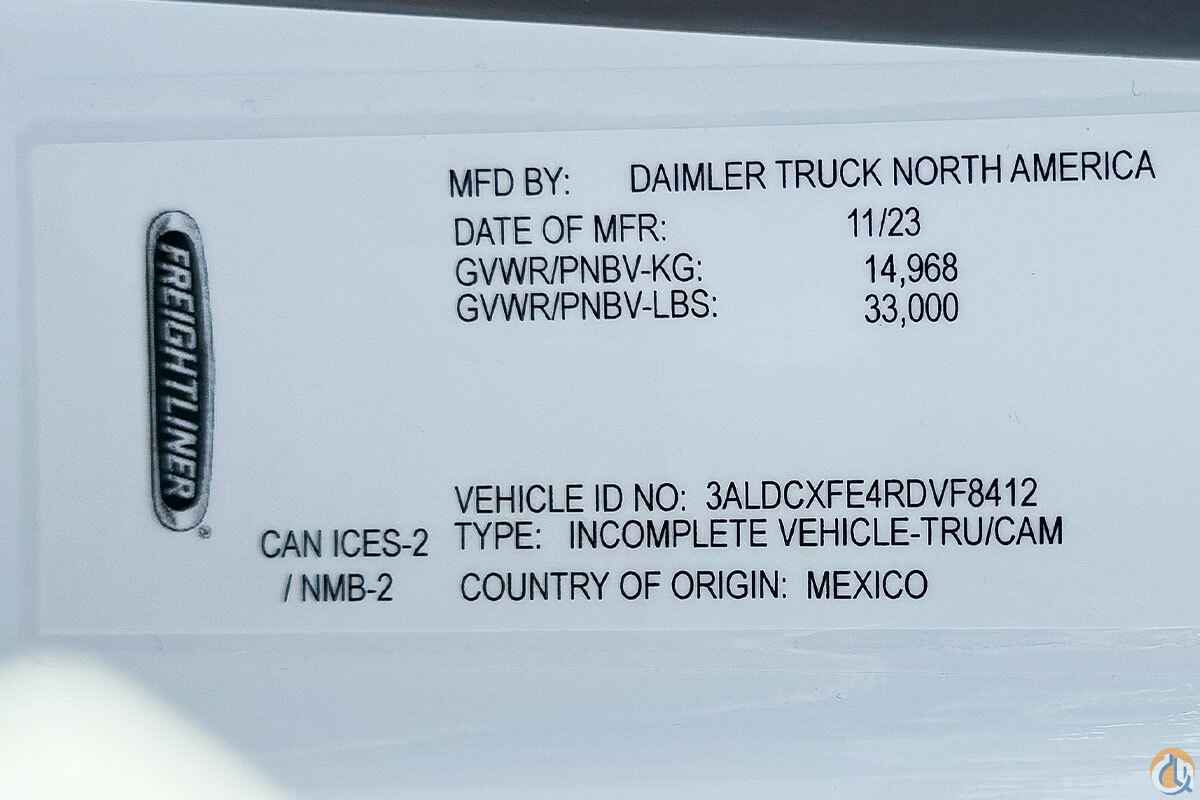 MFD BY: DAIMLER TRUCK NORTH AMERICA
DATE OF MFR: 11/23
GVWR/PNBV-KG: 14,968
GVWR/PNBV-LBS: 33,000
FREIGHTLINER
®
VEHICLE ID NO: 3ALDCXFE4RDVF8412
TYPE: INCOMPLETE VEHICLE-TRU/CAM
CAN ICES-2
/ NMB-2
COUNTRY OF ORIGIN: MEXICO